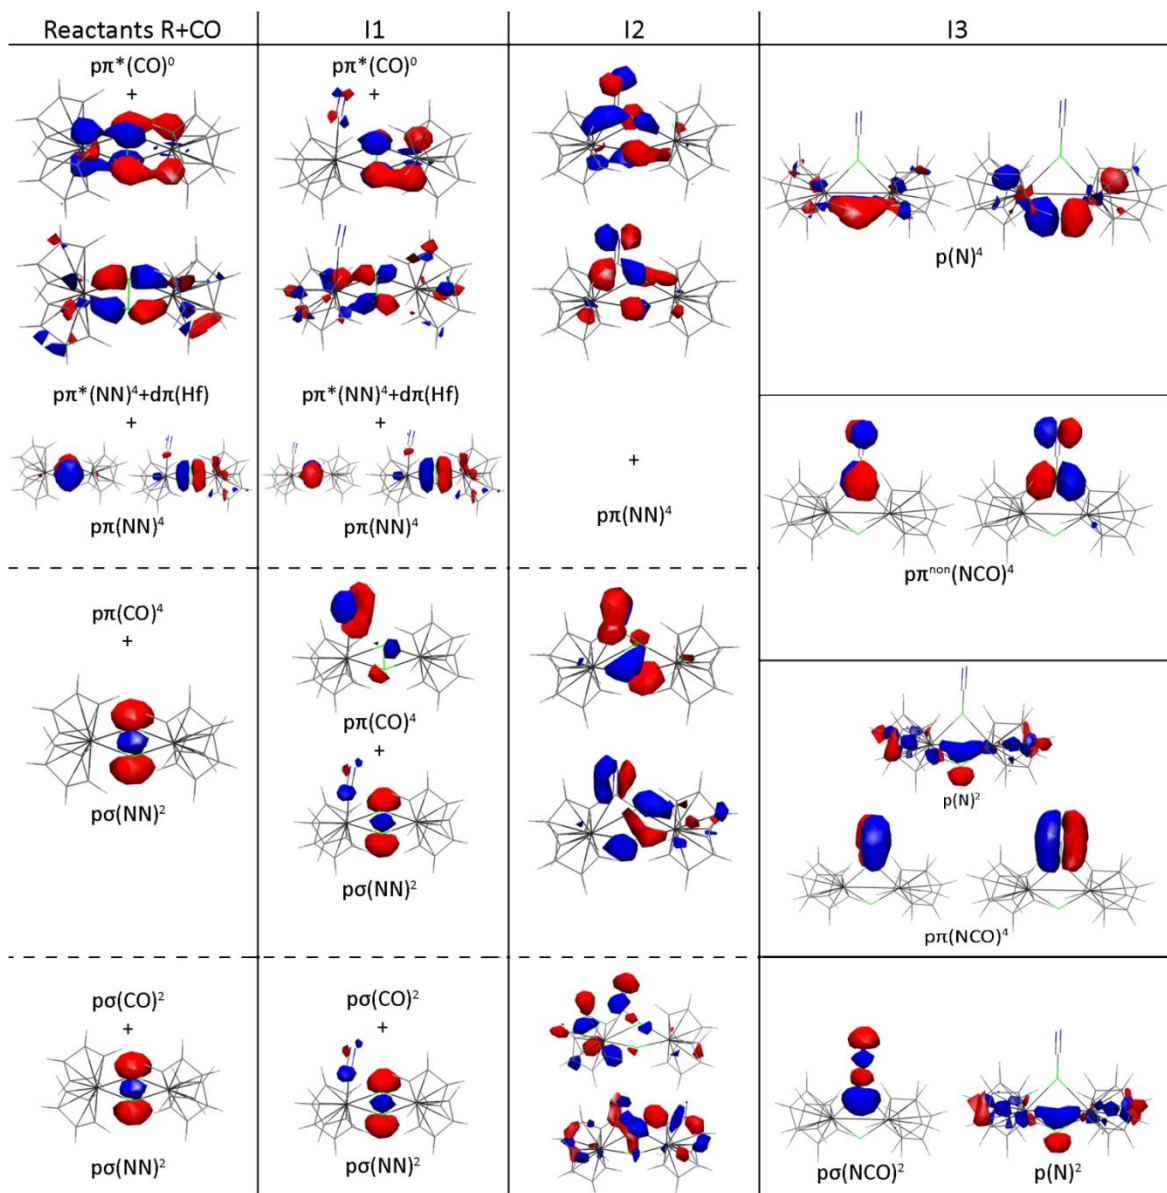 Reactants R+CO
I1
I2
I3
pπ*(CO)⁰
+
pπ*(NN)⁴+dπ(Hf)
+
pπ(NN)⁴
pπ(CO)⁴
+
pσ(NN)²
pσ(CO)²
+
pσ(NN)²
pπ*(CO)⁰
+
pπ*(NN)⁴+dπ(Hf)
+
pπ(NN)⁴
pπ(CO)⁴
+
pσ(NN)²
pσ(CO)²
+
pσ(NN)²
+
pπ(NN)⁴
p(N)⁴
pπⁿᵒⁿ(NCO)⁴
p(N)²
pπ(NCO)⁴
pσ(NCO)²
p(N)²